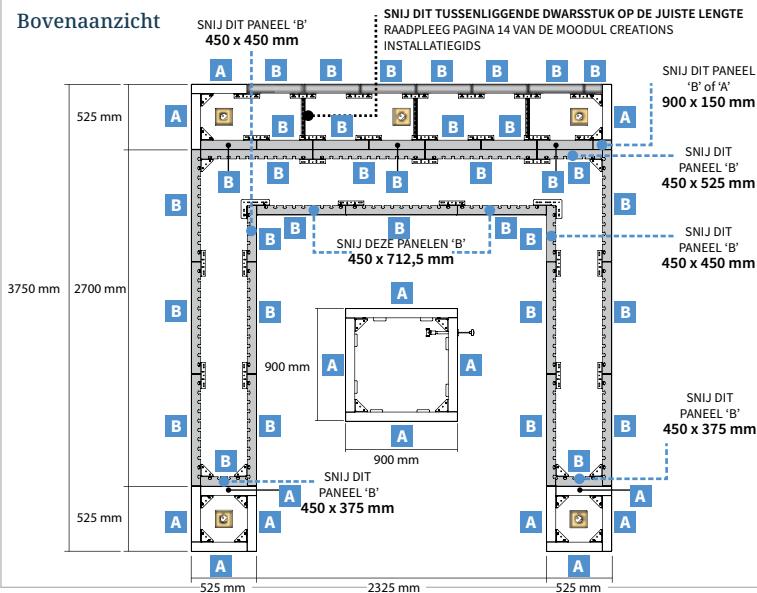 Bovenaanzicht
SNIJ DIT PANEEL ‘B’
450 x 450 mm
SNIJ DIT TUSSENLIGGENDE DWARSSTUK OP DE JUISTE LENGTE
RAADPLEEG PAGINA 14 VAN DE MOODUL CREATIONS
INSTALLATIEGIDS
A B B B B B B
SNIJ DIT PANEEL
‘B’ of ‘A’
900 x 150 mm
525 mm
A B B B B A
SNIJ DIT
PANEEL ‘B’
450 x 525 mm
B B B
B B B B
B B
B B B B B
SNIJ DEZE PANELEN ‘B’
450 x 712,5 mm
SNIJ DIT
PANEEL ‘B’
450 x 450 mm
3750 mm
2700 mm
A
B B B B
900 mm
A A
A
900 mm
SNIJ DIT
PANEEL ‘B’
450 x 375 mm
B B B B
B B
SNIJ DIT
PANEEL ‘B’
450 x 375 mm
A A
525 mm
A A A A
A A
525 mm
2325 mm
525 mm